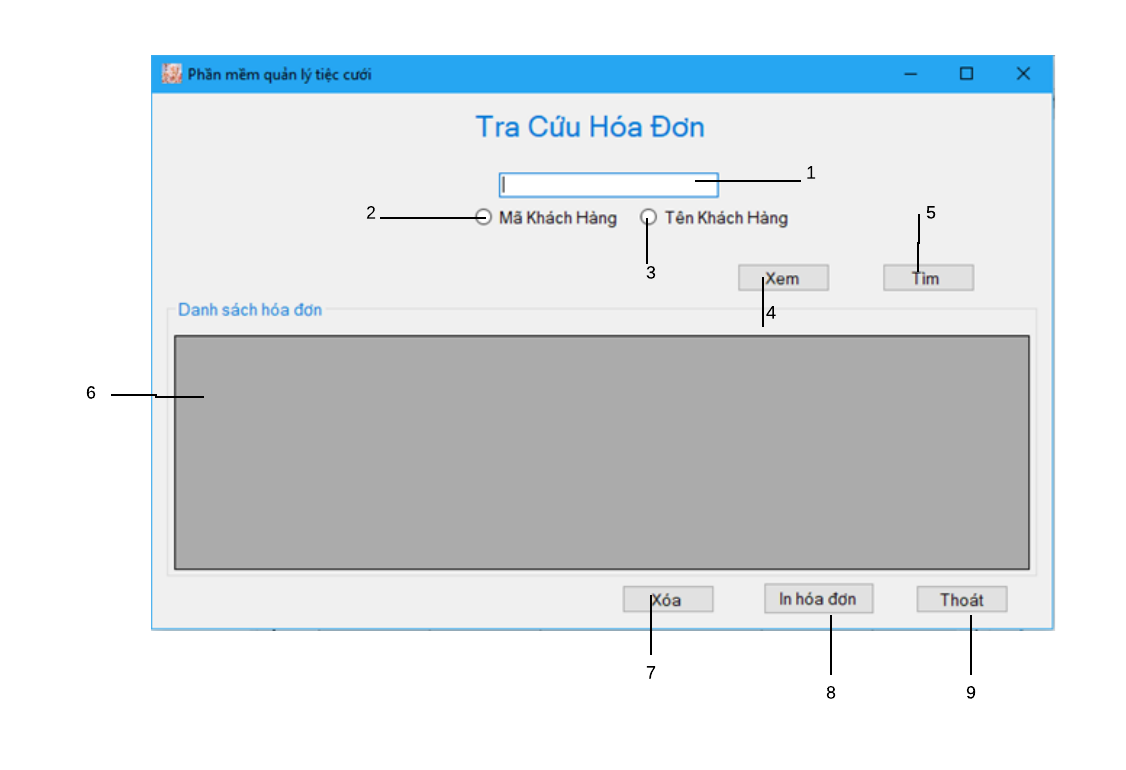 Phần mềm quản lý tiệc cưới
Tra Cứu Hóa Đơn
1
2
Mã Khách Hàng
Tên Khách Hàng
5
3
Xem
Tìm
4
Danh sách hóa đơn
6
Xóa
In hóa đơn
Thoát
7
8
9